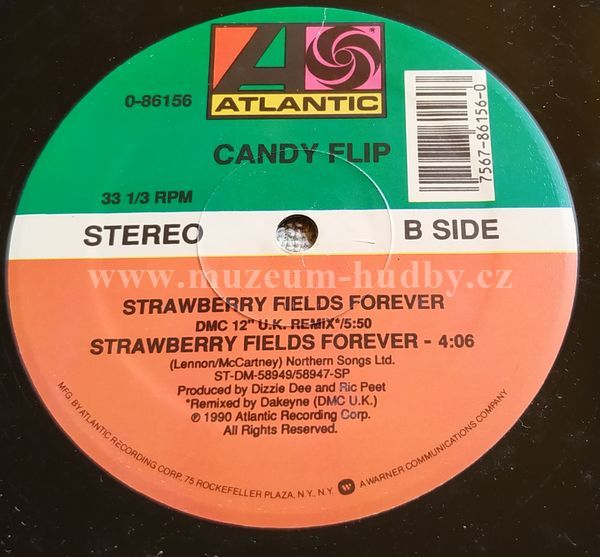 ATLANTIC
0-86156
7567-86156-0
CANDY FLIP
33 1/3 RPM
STEREO
B SIDE
www.muzeum-hudby.cz
STRAWBERRY FIELDS FOREVER
DMC 12" U.K. REMIX*/5:50
STRAWBERRY FIELDS FOREVER - 4:06
(Lennon/McCartney) Northern Songs Ltd.
ST-DM-58949/58947-SP
Produced by Dizzie Dee and Ric Peet
*Remixed by Dakeyne (DMC U.K.)
℗ 1990 Atlantic Recording Corp.
All Rights Reserved.
MFG. BY ATLANTIC RECORDING CORP. 75 ROCKEFELLER PLAZA, N.Y., N.Y. A WARNER COMMUNICATIONS COMPANY